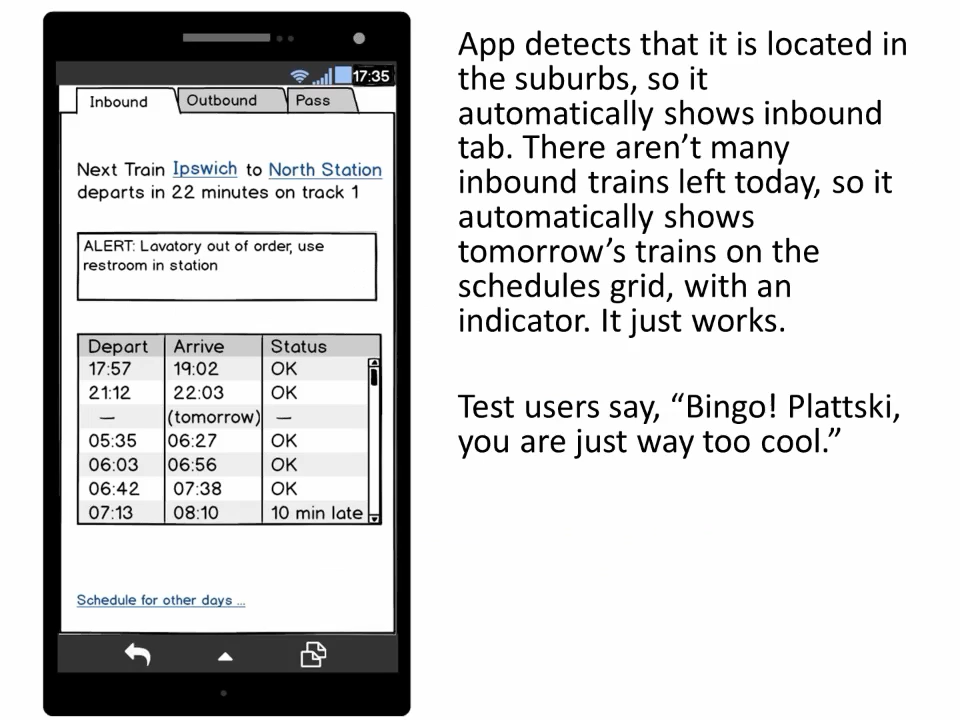 17:35
Inbound Outbound Pass
Next Train Ipswich to North Station
departs in 22 minutes on track 1
ALERT: Lavatory out of order, use
restroom in station
Depart Arrive Status
17:57 19:02 OK
21:12 22:03 OK
— (tomorrow) —
05:35 06:27 OK
06:03 06:56 OK
06:42 07:38 OK
07:13 08:10 10 min late
Schedule for other days ...
App detects that it is located in
the suburbs, so it
automatically shows inbound
tab. There aren’t many
inbound trains left today, so it
automatically shows
tomorrow’s trains on the
schedules grid, with an
indicator. It just works.
Test users say, “Bingo! Plattski,
you are just way too cool.”